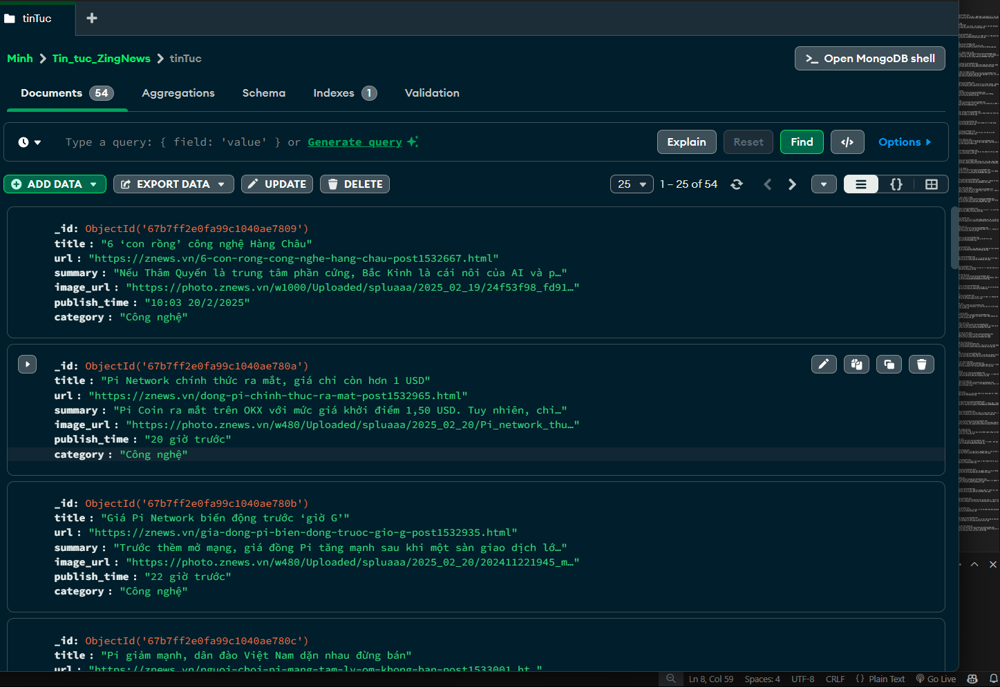 tinTuc
Minh > Tin_tuc_ZingNews > tinTuc
>_ Open MongoDB shell
Documents 54 Aggregations Schema Indexes 1 Validation
Type a query: { field: 'value' } or Generate query
Explain Reset Find </> Options
ADD DATA EXPORT DATA UPDATE DELETE
25 1 – 25 of 54 {}
_id: ObjectId('67b7ff2e0fa99c1040ae7809')
title : "6 ‘con rồng’ công nghệ Hàng Châu"
url : "https://znews.vn/6-con-rong-cong-nghe-hang-chau-post1532667.html"
summary : "Nếu Thâm Quyến là trung tâm phần cứng, Bắc Kinh là cái nôi của AI và p…"
image_url : "https://photo.znews.vn/w1000/Uploaded/spluaaa/2025_02_19/24f53f98_fd91…"
publish_time : "10:03 20/2/2025"
category : "Công nghệ"
_id: ObjectId('67b7ff2e0fa99c1040ae780a')
title : "Pi Network chính thức ra mắt, giá chỉ còn hơn 1 USD"
url : "https://znews.vn/dong-pi-chinh-thuc-ra-mat-post1532965.html"
summary : "Pi Coin ra mắt trên OKX với mức giá khởi điểm 1,50 USD. Tuy nhiên, chỉ…"
image_url : "https://photo.znews.vn/w480/Uploaded/spluaaa/2025_02_20/Pi_network_thu…"
publish_time : "20 giờ trước"
category : "Công nghệ"
_id: ObjectId('67b7ff2e0fa99c1040ae780b')
title : "Giá Pi Network biến động trước ‘giờ G’"
url : "https://znews.vn/gia-dong-pi-bien-dong-truoc-gio-g-post1532935.html"
summary : "Trước thềm mở mạng, giá đồng Pi tăng mạnh sau khi một sàn giao dịch lớ…"
image_url : "https://photo.znews.vn/w480/Uploaded/spluaaa/2025_02_20/202411221945_m…"
publish_time : "22 giờ trước"
category : "Công nghệ"
_id: ObjectId('67b7ff2e0fa99c1040ae780c')
title : "Pi giảm mạnh, dân đào Việt Nam dặn nhau đừng bán"
url : "https://znews.vn/nguoi-choi-pi-mang-tam-ly-om-khong-ban-post1533001.ht…"
Ln 8, Col 59 Spaces: 4 UTF-8 CRLF {} Plain Text Go Live